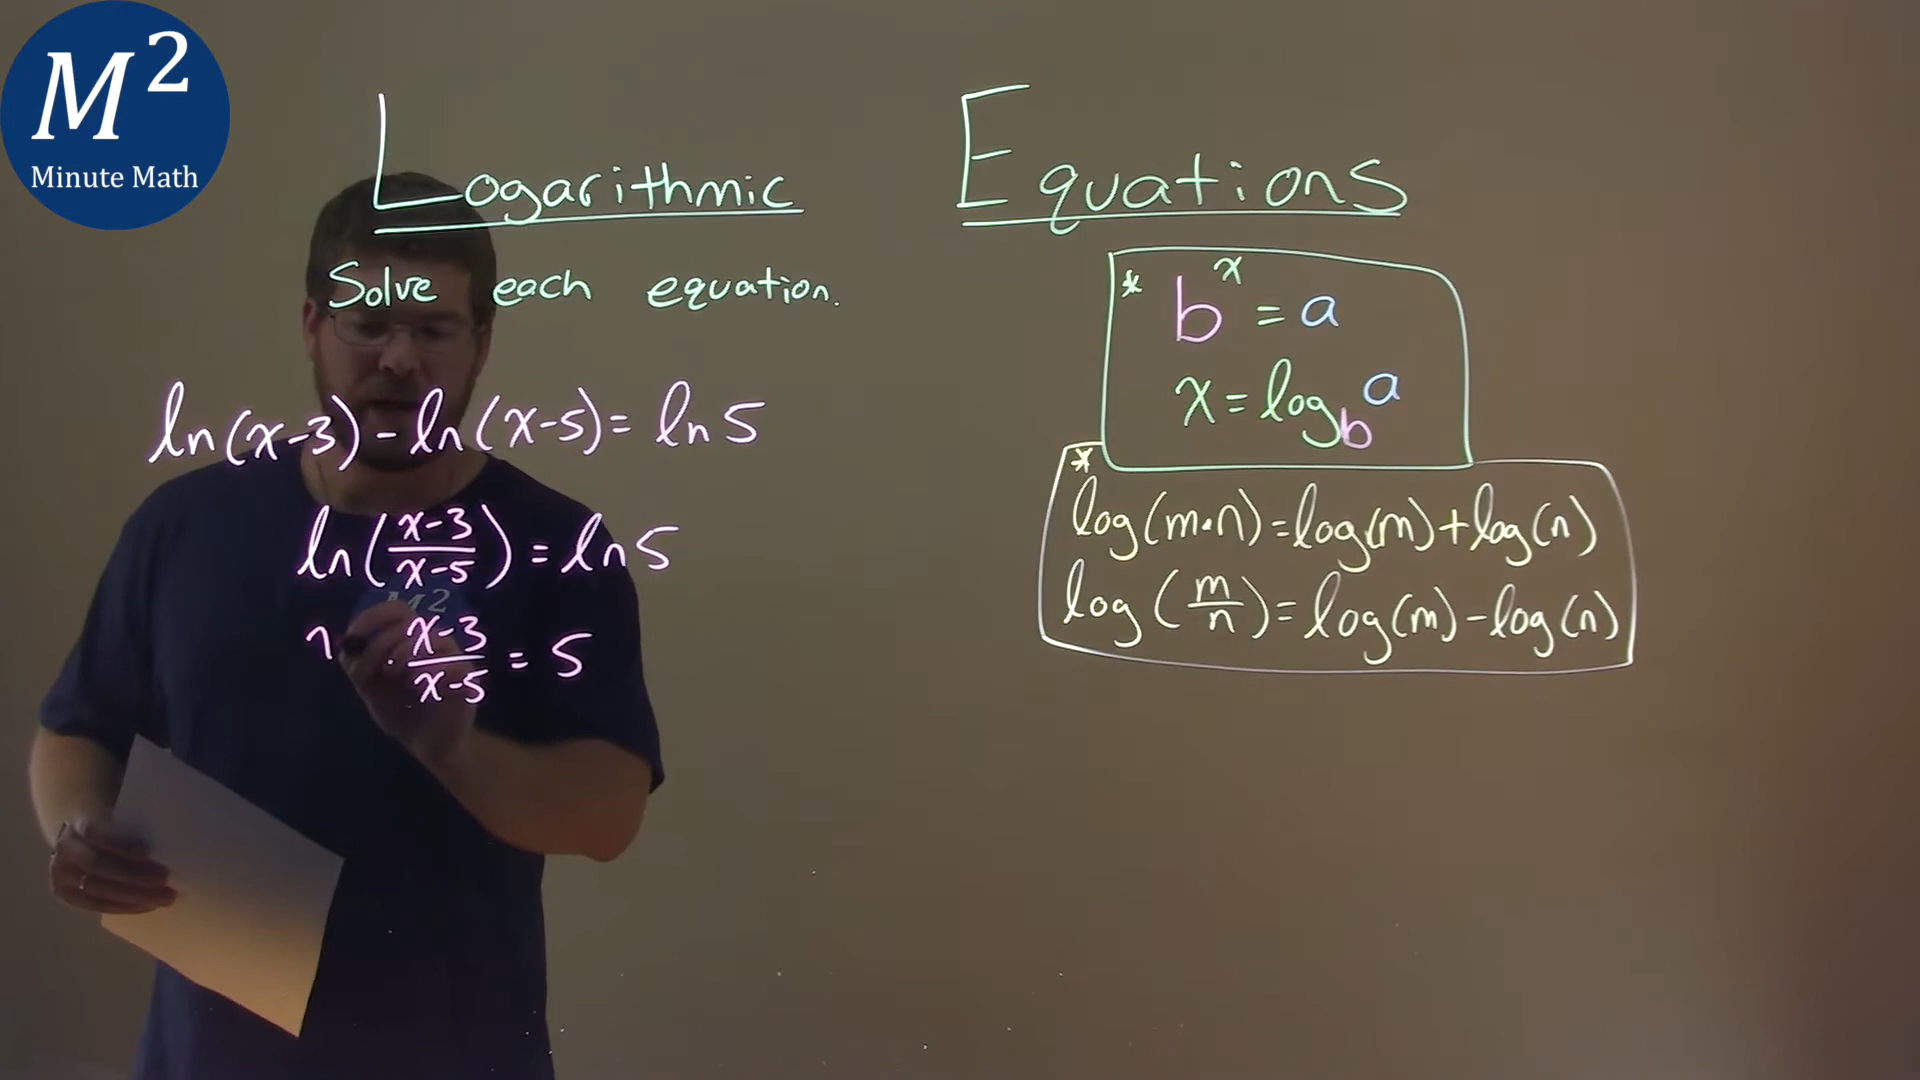 M²
Minute Math
Logarithmic Equations
Solve each equation.
ln(x-3)-ln(x-5)=ln5
ln(x-3/x-5)=ln5
M²
x-3/x-5=5
* b^x=a
x=log_b a
* log(m·n)=log(m)+log(n)
log(m/n)=log(m)-log(n)